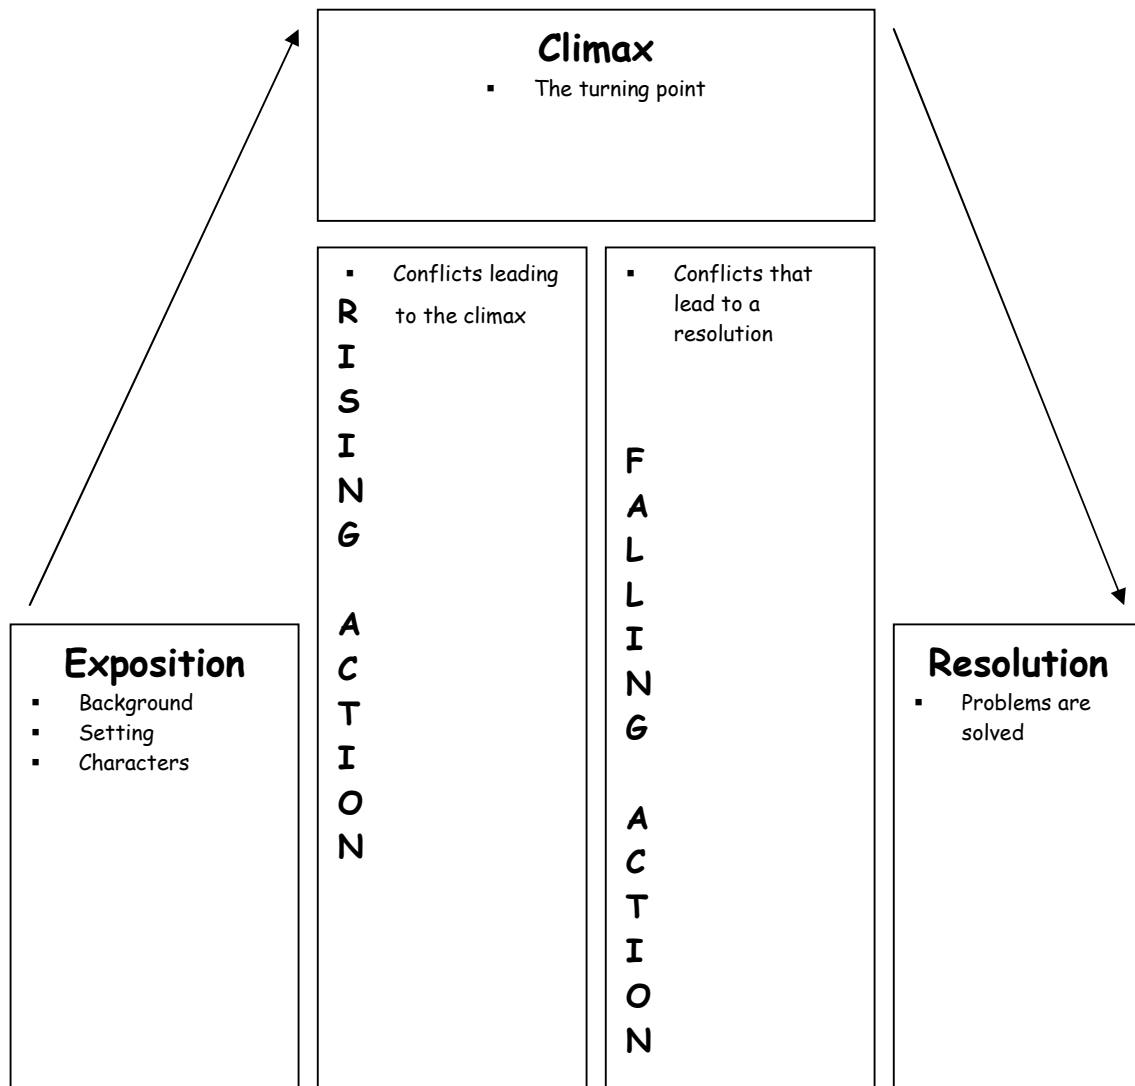 Climax
▪ The turning point
▪ Conflicts leading
to the climax
R
I
S
I
N
G
A
C
T
I
O
N
▪ Conflicts that
lead to a
resolution
F
A
L
L
I
N
G
A
C
T
I
O
N
Exposition
▪ Background
▪ Setting
▪ Characters
Resolution
▪ Problems are
solved